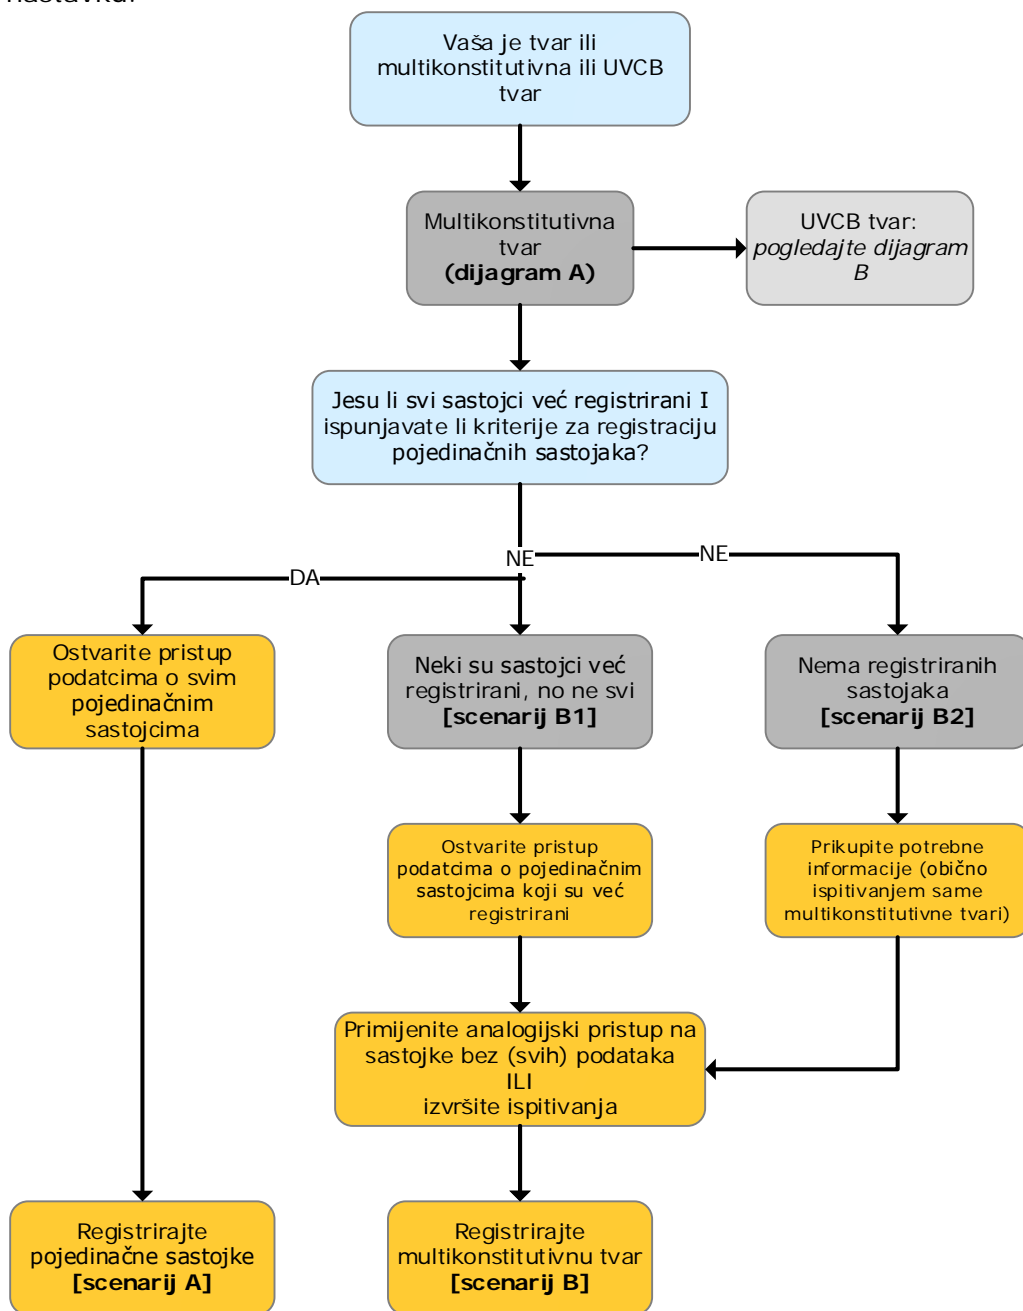 nastavku.
Vaša je tvar ili
multikonstitutivna ili UVCB
tvar
Multikonstitutivna
tvar
(dijagram A)
UVCB tvar:
pogledajte dijagram
B
Jesu li svi sastojci već registrirani I
ispunjavate li kriterije za registraciju
pojedinačnih sastojaka?
NE
NE
DA
Ostvarite pristup
podatcima o svim
pojedinačnim
sastojcima
Neki su sastojci već
registrirani, no ne svi
[scenarij B1]
Nema registriranih
sastojaka
[scenarij B2]
Ostvarite pristup
podatcima o pojedinačnim
sastojcima koji su već
registrirani
Prikupite potrebne
informacije (obično
ispitivanjem same
multikonstitutivne tvari)
Primijenite analogijski pristup na
sastojke bez (svih) podataka
ILI
izvršite ispitivanja
Registrirajte
pojedinačne sastojke
[scenarij A]
Registrirajte
multikonstitutivnu tvar
[scenarij B]